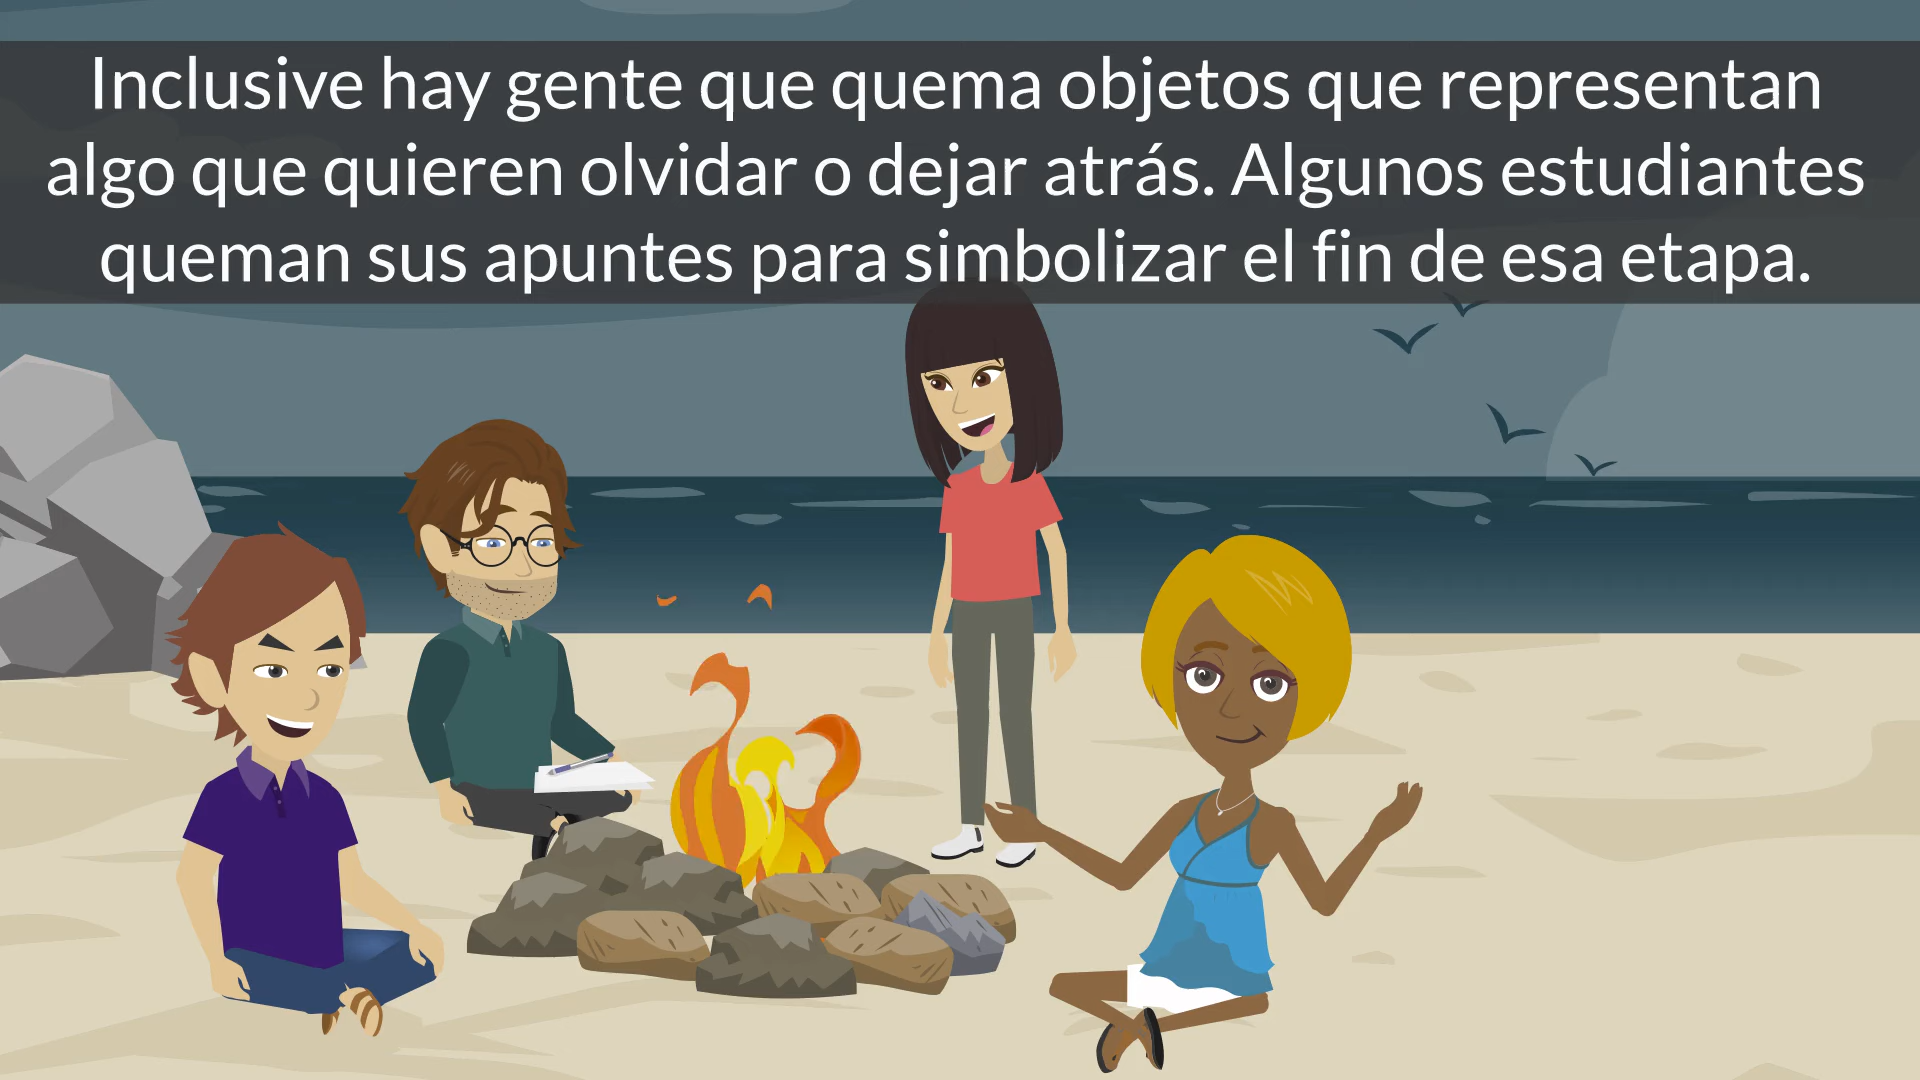 Inclusive hay gente que quema objetos que representan
algo que quieren olvidar o dejar atrás. Algunos estudiantes
queman sus apuntes para simbolizar el fin de esa etapa.